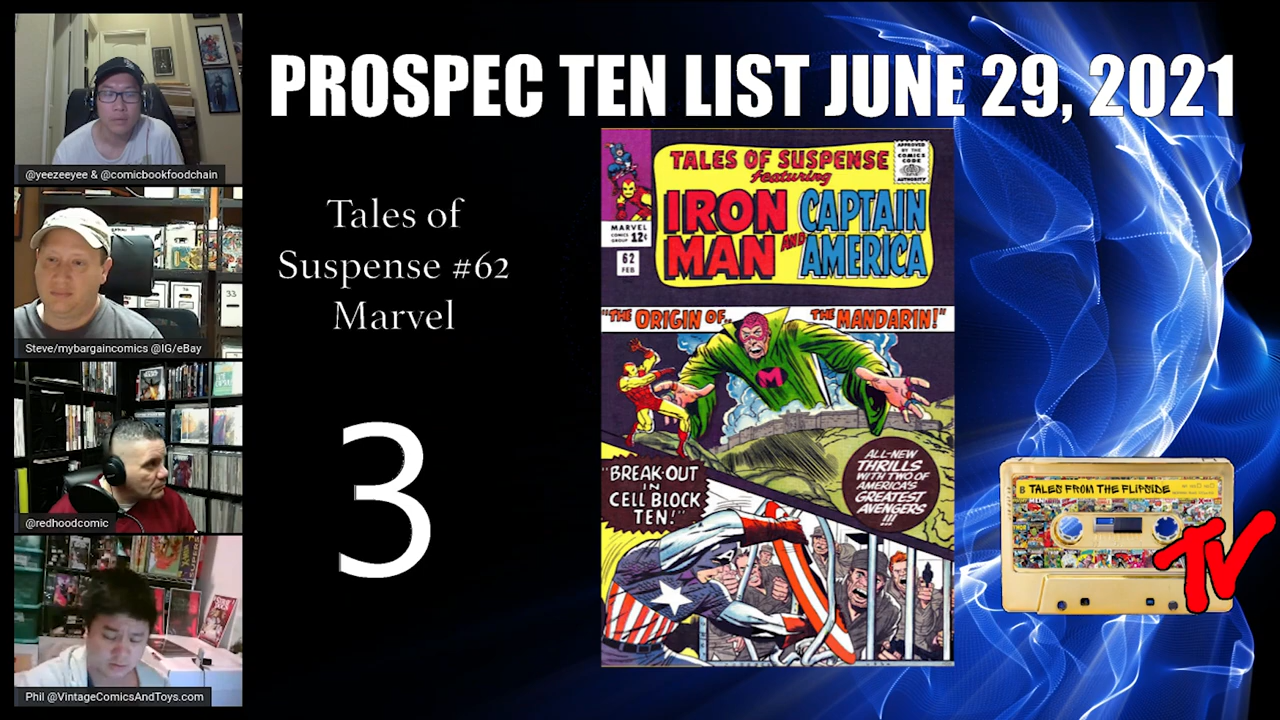 PROSPEC TEN LIST JUNE 29, 2021
@yeezeeyee & @comicbookfoodchain
Steve/mybargaincomics @IG/eBay
@redhoodcomic
Phil @VintageComicsAndToys.com
Tales of
Suspense #62
Marvel
3
TALES OF SUSPENSE
Featuring
IRON
MAN
AND
CAPTAIN
AMERICA
APPROVED
BY THE
COMICS
CODE
AUTHORITY
MARVEL
COMICS
GROUP
12¢
62
FEB
"THE ORIGIN OF... THE MANDARIN!"
M
"BREAK-OUT
IN
CELL BLOCK
TEN!"
ALL-NEW
THRILLS
WITH TWO OF
AMERICA'S
GREATEST
AVENGERS
!!!
B TALES FROM THE FLIPSIDE
TV
33